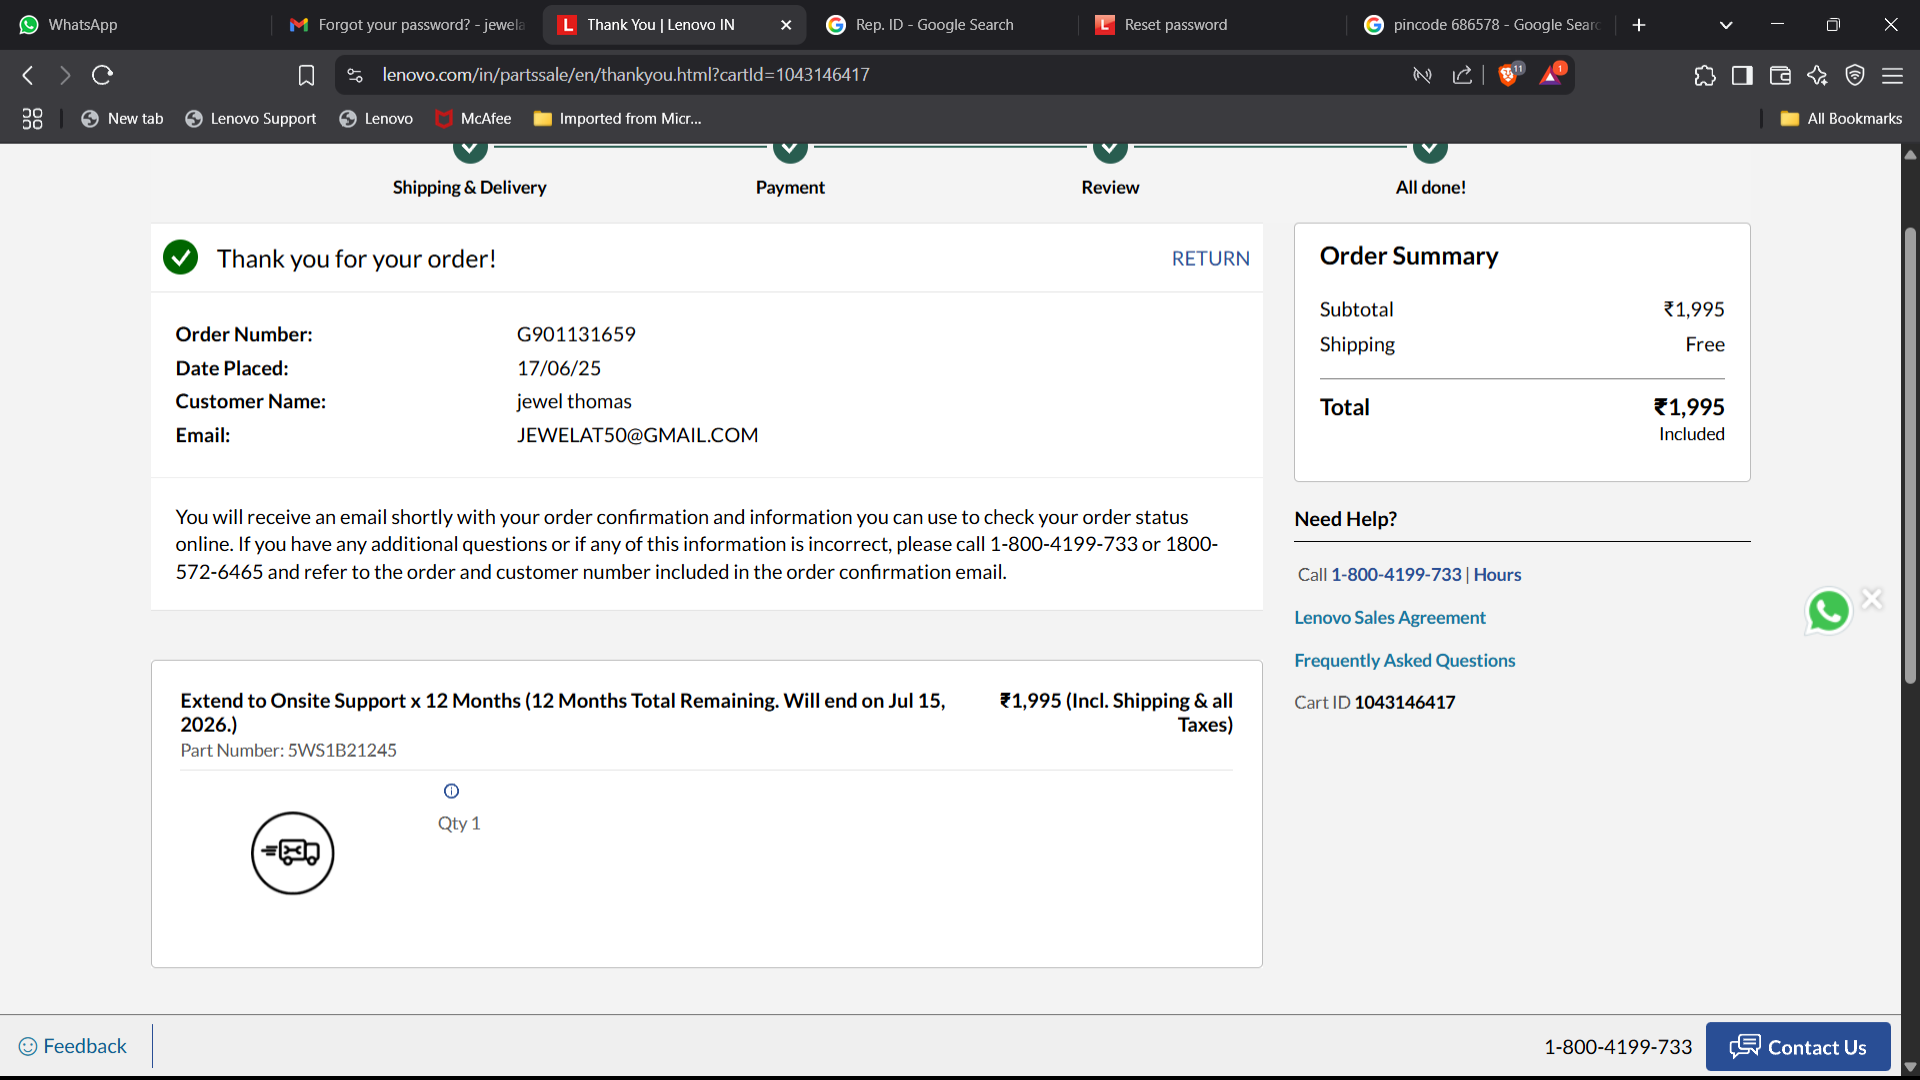 WhatsApp
Forgot your password? - jewela
Thank You | Lenovo IN
Rep. ID - Google Search
Reset password
pincode 686578 - Google Searc
lenovo.com/in/partssale/en/thankyou.html?cartId=1043146417
11
1
New tab
Lenovo Support
Lenovo
McAfee
Imported from Micr...
All Bookmarks
Shipping & Delivery
Payment
Review
All done!
Thank you for your order!
RETURN
Order Number: G901131659
Date Placed: 17/06/25
Customer Name: jewel thomas
Email: JEWELAT50@GMAIL.COM
You will receive an email shortly with your order confirmation and information you can use to check your order status
online. If you have any additional questions or if any of this information is incorrect, please call 1-800-4199-733 or 1800-
572-6465 and refer to the order and customer number included in the order confirmation email.
Extend to Onsite Support x 12 Months (12 Months Total Remaining. Will end on Jul 15,
2026.)
₹1,995 (Incl. Shipping & all
Taxes)
Part Number: 5WS1B21245
Qty 1
Order Summary
Subtotal ₹1,995
Shipping Free
Total ₹1,995
Included
Need Help?
Call 1-800-4199-733 | Hours
Lenovo Sales Agreement
Frequently Asked Questions
Cart ID 1043146417
Feedback
1-800-4199-733
Contact Us